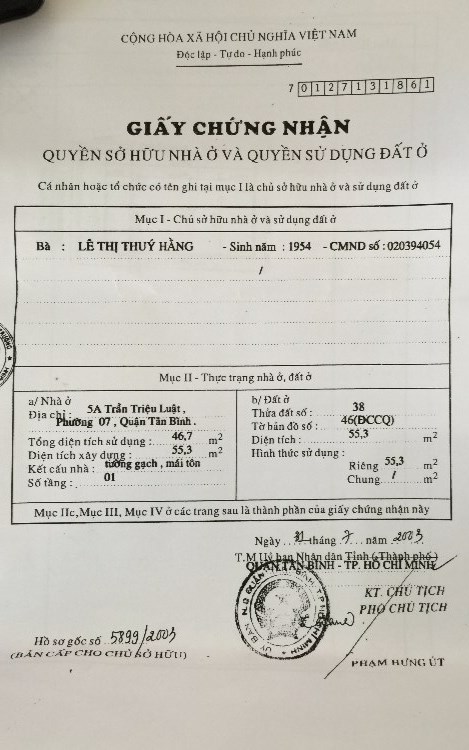 CỘNG HÒA XÃ HỘI CHỦ NGHĨA VIỆT NAM
Độc lập - Tự do - Hạnh phúc
7 0 1 2 7 1 3 1 8 6 1
GIẤY CHỨNG NHẬN
QUYỀN SỞ HỮU NHÀ Ở VÀ QUYỀN SỬ DỤNG ĐẤT Ở
Cá nhân hoặc tổ chức có tên ghi tại mục I là chủ sở hữu nhà ở và sử dụng đất ở
Mục I - Chủ sở hữu nhà ở và sử dụng đất ở
Bà : LÊ THỊ THUÝ HẰNG - Sinh năm : 1954 - CMND số : 020394054
/
Mục II - Thực trạng nhà ở, đất ở
a/ Nhà ở
Địa chỉ : 5A Trần Triệu Luật ,
Phường 07 , Quận Tân Bình .
Tổng diện tích sử dụng : 46,7 m2
Diện tích xây dựng : 55,3 m2
Kết cấu nhà : tường gạch , mái tôn
Số tầng : 01
b/ Đất ở
Thửa đất số : 38
Tờ bản đồ số : 46(ĐCCQ)
Diện tích : 55,3 m2
Hình thức sử dụng :
Riêng 55,3 m2
Chung / m2
Mục IIc,Mục III, Mục IV ở các trang sau là thành phần của giấy chứng nhận này
Ngày 31 tháng 7 năm 2003
T.M Uỷ ban Nhân dân Tỉnh (Thành phố)
QUẬN TÂN BÌNH - TP. HỒ CHÍ MINH
KT. CHỦ TỊCH
PHÓ CHỦ TỊCH
Hồ sơ gốc số 5899/2003
(BẢN CẤP CHO CHỦ SỞ HỮU)
PHẠM HƯNG ÚT